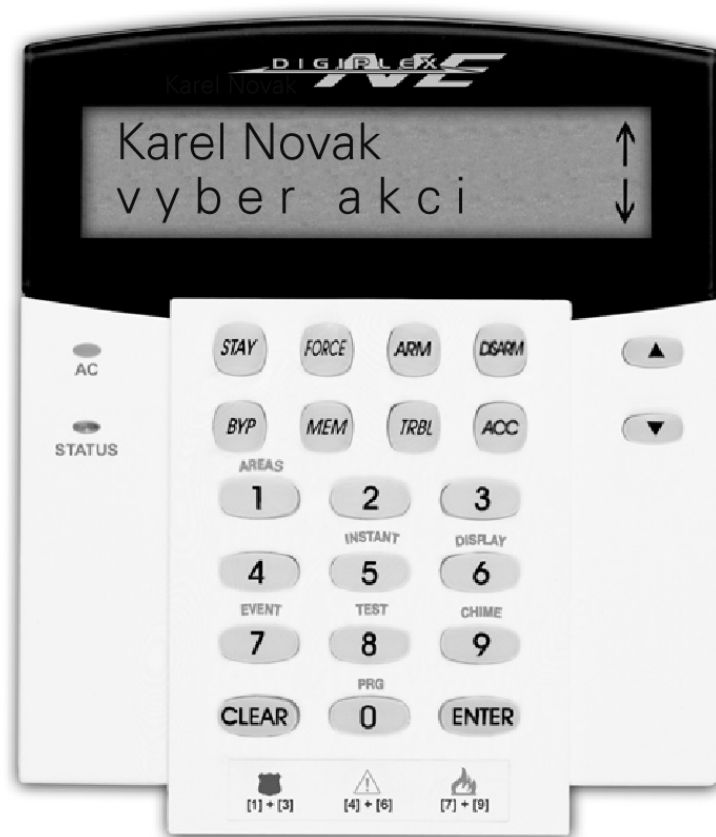 DIGIPLEX
NE
Karel Novak
Karel Novak ↑
vyber akci ↓
STAY FORCE ARM DISARM
AC
BYP MEM TRBL ACC
STATUS
AREAS
1 2 3
INSTANT DISPLAY
4 5 6
EVENT TEST CHIME
7 8 9
PRG
CLEAR 0 ENTER
[1] + [3] [4] + [6] [7] + [9]